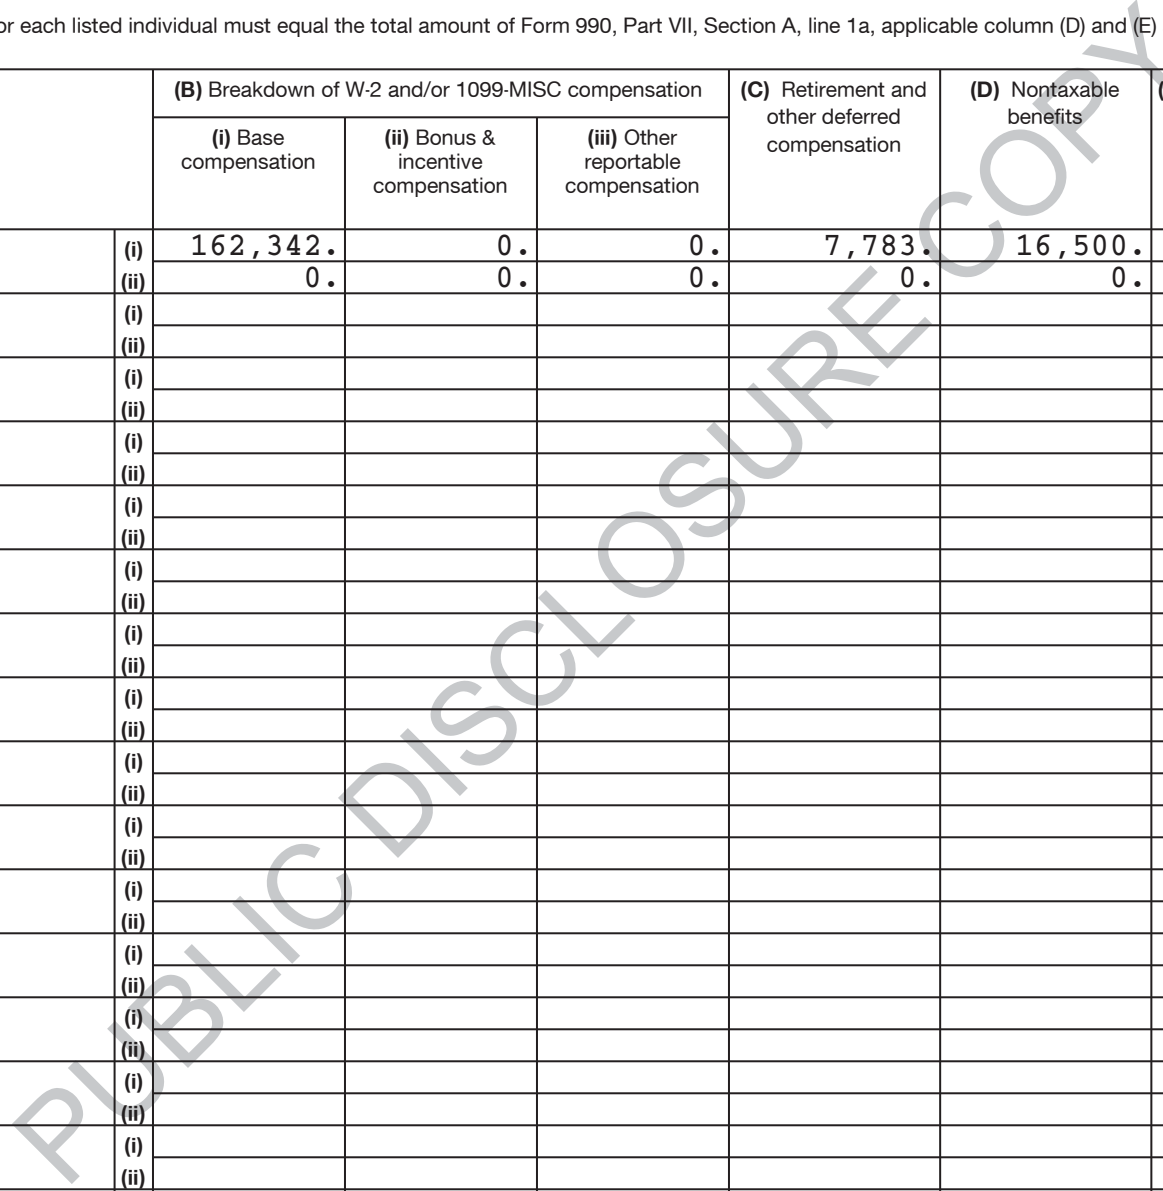 or each listed individual must equal the total amount of Form 990, Part VII, Section A, line 1a, applicable column (D) and (E)
(B) Breakdown of W-2 and/or 1099-MISC compensation
(C) Retirement and
other deferred
compensation
(D) Nontaxable
benefits
(
(i) Base
compensation
(ii) Bonus &
incentive
compensation
(iii) Other
reportable
compensation
(i) 162,342. 0. 0. 7,783. 16,500.
(ii) 0. 0. 0. 0. 0.
(i)
(ii)
(i)
(ii)
(i)
(ii)
(i)
(ii)
(i)
(ii)
(i)
(ii)
(i)
(ii)
(i)
(ii)
(i)
(ii)
(i)
(ii)
(i)
(ii)
(i)
(ii)
(i)
(ii)
(i)
(ii)
PUBLIC DISCLOSURE COPY